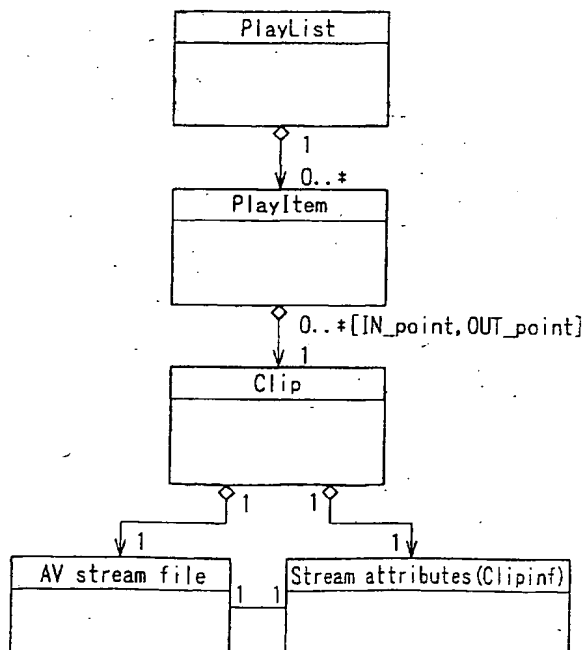 PlayList
1
0..*
PlayItem
0..*[IN_point,OUT_point]
1
Clip
1 1
1 1
AV stream file Stream attributes(Clipinf)
1 1